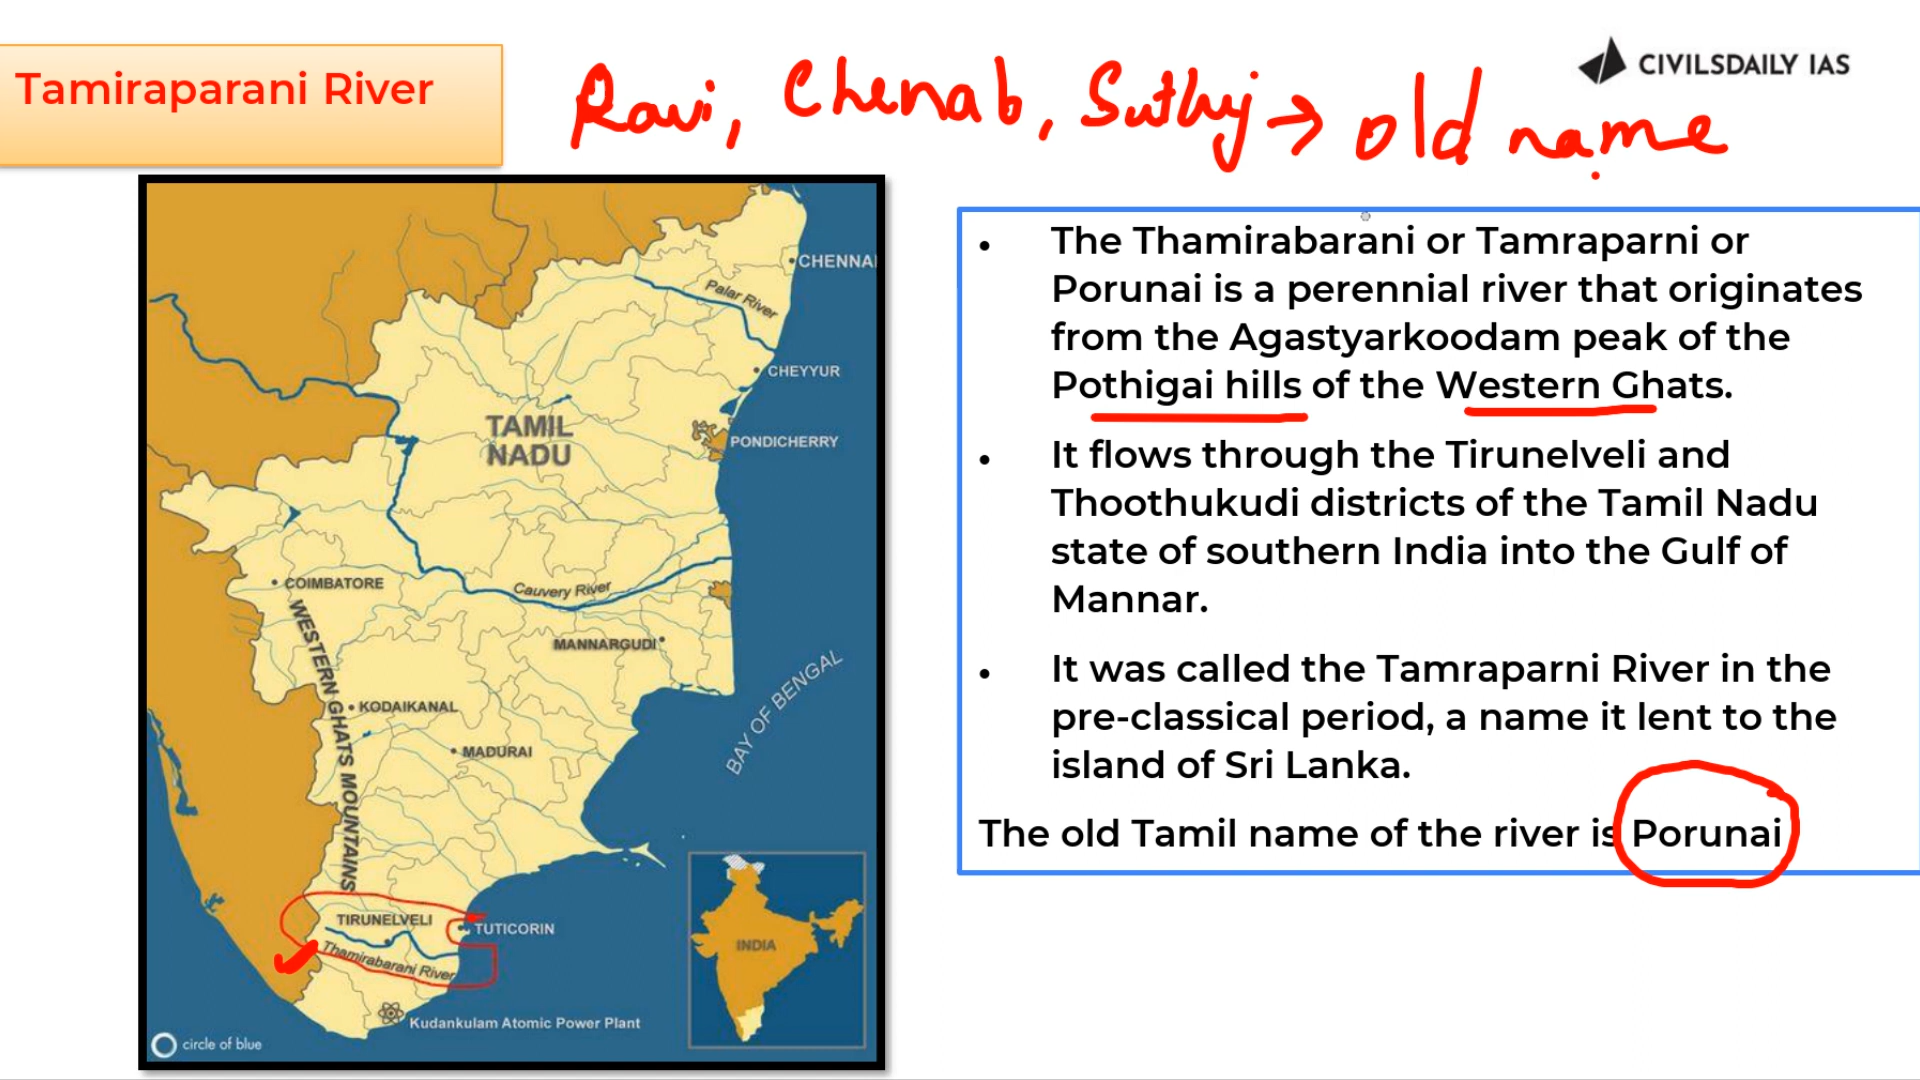 Tamiraparani River
Ravi, Chenab, Suthej → old name
CIVILSDAILY IAS
• The Thamirabarani or Tamraparni or
Porunai is a perennial river that originates
from the Agastyarkoodam peak of the
Pothigai hills of the Western Ghats.
• It flows through the Tirunelveli and
Thoothukudi districts of the Tamil Nadu
state of southern India into the Gulf of
Mannar.
• It was called the Tamraparni River in the
pre-classical period, a name it lent to the
island of Sri Lanka.
The old Tamil name of the river is Porunai
CHENNAI
Palar River
CHEYYUR
TAMIL
NADU
PONDICHERRY
COIMBATORE
Cauvery River
WESTERN GHATS MOUNTAINS
MANNARGUDI
BAY OF BENGAL
KODAIKANAL
MADURAI
TIRUNELVELI
TUTICORIN
Thamirabarani River
INDIA
Kudankulam Atomic Power Plant
circle of blue